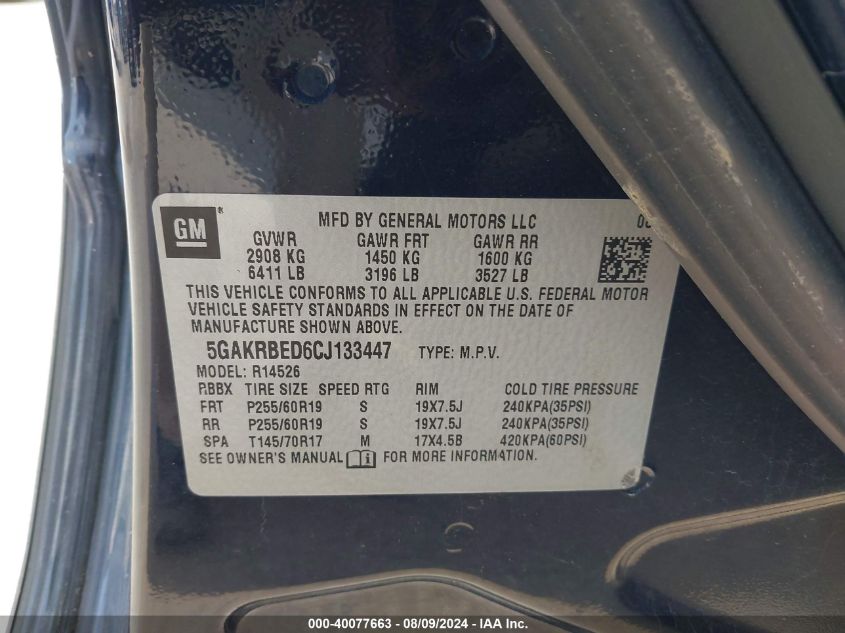 GM
MFD BY GENERAL MOTORS LLC
GVWR GAWR FRT GAWR RR
2908 KG 1450 KG 1600 KG
6411 LB 3196 LB 3527 LB
THIS VEHICLE CONFORMS TO ALL APPLICABLE U.S. FEDERAL MOTOR
VEHICLE SAFETY STANDARDS IN EFFECT ON THE DATE OF
MANUFACTURE SHOWN ABOVE.
5GAKRBED6CJ133447 TYPE: M.P.V.
MODEL: R14526
RBBX TIRE SIZE SPEED RTG RIM COLD TIRE PRESSURE
FRT P255/60R19 S 19X7.5J 240KPA(35PSI)
RR P255/60R19 S 19X7.5J 240KPA(35PSI)
SPA T145/70R17 M 17X4.5B 420KPA(60PSI)
SEE OWNER'S MANUAL FOR MORE INFORMATION.
000-40077663 - 08/09/2024 - IAA Inc.